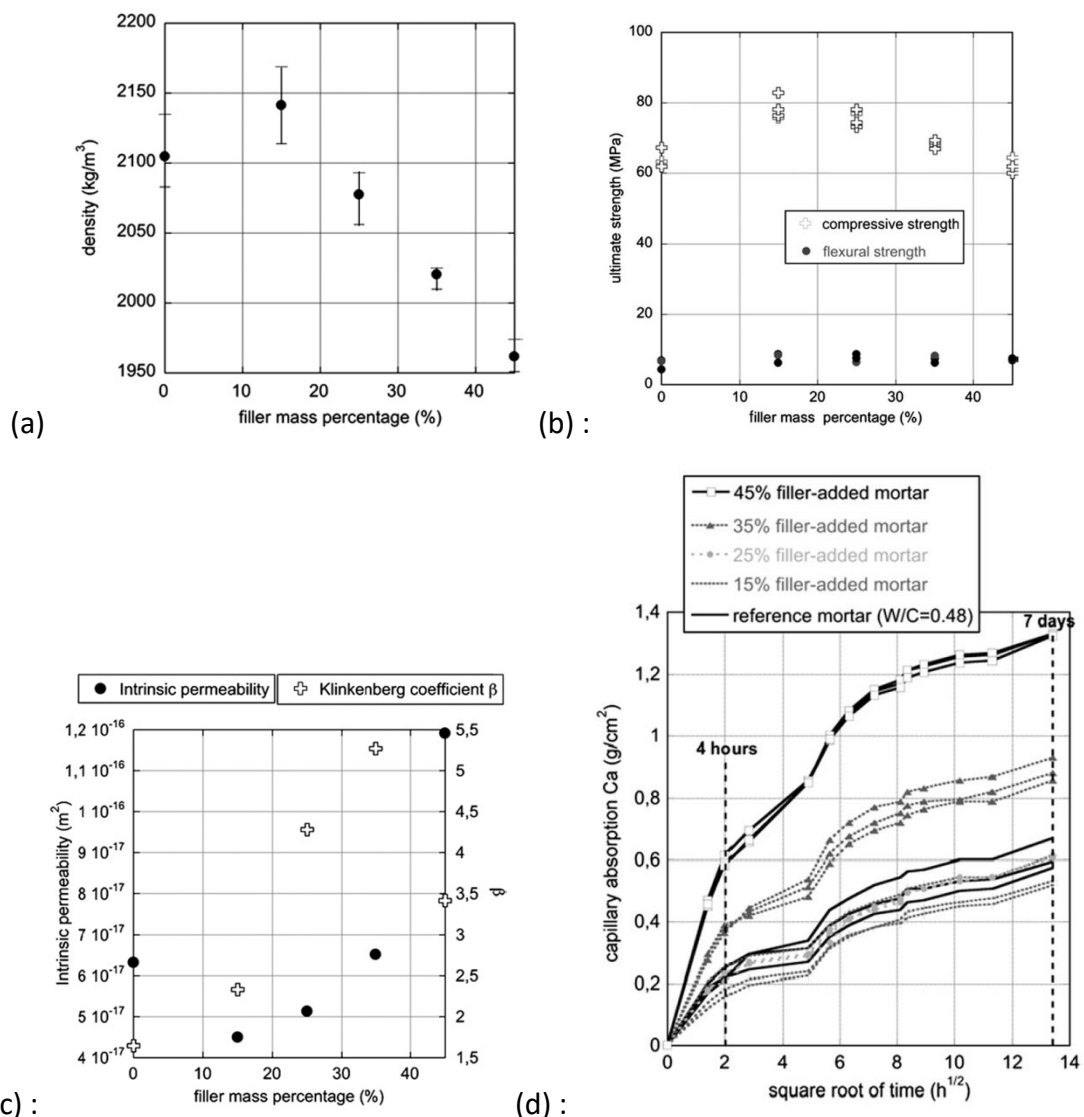 2200
2150
2100
2050
2000
1950
density (kg/m³)
0 10 20 30 40
filler mass percentage (%)
(a)
100
80
60
40
20
0
ultimate strength (MPa)
compressive strength
flexural strength
0 10 20 30 40
filler mass percentage (%)
(b) :
Intrinsic permeability
Klinkenberg coefficient β
1,2 10⁻¹⁶
1,1 10⁻¹⁶
1 10⁻¹⁶
9 10⁻¹⁷
8 10⁻¹⁷
7 10⁻¹⁷
6 10⁻¹⁷
5 10⁻¹⁷
4 10⁻¹⁷
Intrinsic permeability (m²)
5,5
5
4,5
4
3,5
3
2,5
2
1,5
β
0 10 20 30 40
filler mass percentage (%)
c) :
45% filler-added mortar
35% filler-added mortar
25% filler-added mortar
15% filler-added mortar
reference mortar (W/C=0.48)
1,4
1,2
1
0,8
0,6
0,4
0,2
0
capillary absorption Ca (g/cm²)
7 days
4 hours
0 2 4 6 8 10 12 14
square root of time (h¹ᐟ²)
(d) :